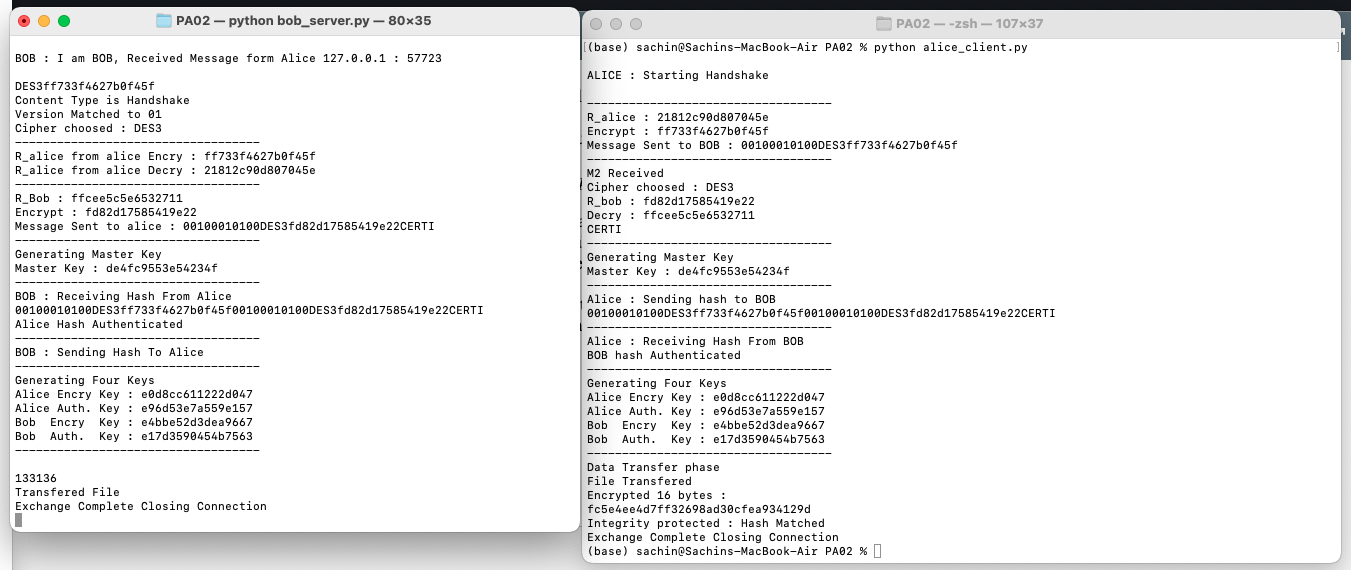 PA02 — python bob_server.py — 80×35
BOB : I am BOB, Received Message form Alice 127.0.0.1 : 57723
DES3ff733f4627b0f45f
Content Type is Handshake
Version Matched to 01
Cipher choosed : DES3
-----------------------------------
R_alice from alice Encry : ff733f4627b0f45f
R_alice from alice Decry : 21812c90d807045e
-----------------------------------
R_Bob : ffcee5c5e6532711
Encrypt : fd82d17585419e22
Message Sent to alice : 00100010100DES3fd82d17585419e22CERTI
-----------------------------------
Generating Master Key
Master Key : de4fc9553e54234f
-----------------------------------
BOB : Receiving Hash From Alice
00100010100DES3ff733f4627b0f45f00100010100DES3fd82d17585419e22CERTI
Alice Hash Authenticated
-----------------------------------
BOB : Sending Hash To Alice
-----------------------------------
Generating Four Keys
Alice Encry Key : e0d8cc611222d047
Alice Auth. Key : e96d53e7a559e157
Bob  Encry  Key : e4bbe52d3dea9667
Bob  Auth.  Key : e17d3590454b7563
-----------------------------------
133136
Transfered File
Exchange Complete Closing Connection
PA02 — -zsh — 107×37
(base) sachin@Sachins-MacBook-Air PA02 % python alice_client.py
ALICE : Starting Handshake
-----------------------------------
R_alice : 21812c90d807045e
Encrypt : ff733f4627b0f45f
Message Sent to BOB : 00100010100DES3ff733f4627b0f45f
-----------------------------------
M2 Received
Cipher choosed : DES3
R_bob : fd82d17585419e22
Decry : ffcee5c5e6532711
CERTI
-----------------------------------
Generating Master Key
Master Key : de4fc9553e54234f
-----------------------------------
Alice : Sending hash to BOB
00100010100DES3ff733f4627b0f45f00100010100DES3fd82d17585419e22CERTI
-----------------------------------
Alice : Receiving Hash From BOB
BOB hash Authenticated
-----------------------------------
Generating Four Keys
Alice Encry Key : e0d8cc611222d047
Alice Auth. Key : e96d53e7a559e157
Bob  Encry  Key : e4bbe52d3dea9667
Bob  Auth.  Key : e17d3590454b7563
-----------------------------------
Data Transfer phase
File Transfered
Encrypted 16 bytes :
fc5e4ee4d7ff32698ad30cfea934129d
Integrity protected : Hash Matched
Exchange Complete Closing Connection
(base) sachin@Sachins-MacBook-Air PA02 %